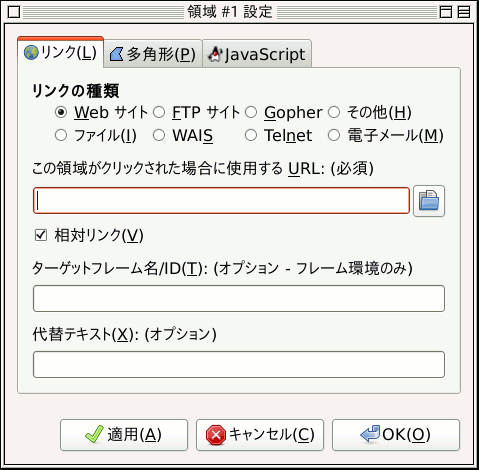 領域 #1 設定
リンク(L) 多角形(P) JavaScript
リンクの種類
Web サイト FTP サイト Gopher その他(H)
ファイル(I) WAIS Telnet 電子メール(M)
この領域がクリックされた場合に使用する URL: (必須)
相対リンク(V)
ターゲットフレーム名/ID(T): (オプション - フレーム環境のみ)
代替テキスト(X): (オプション)
適用(A) キャンセル(C) OK(O)